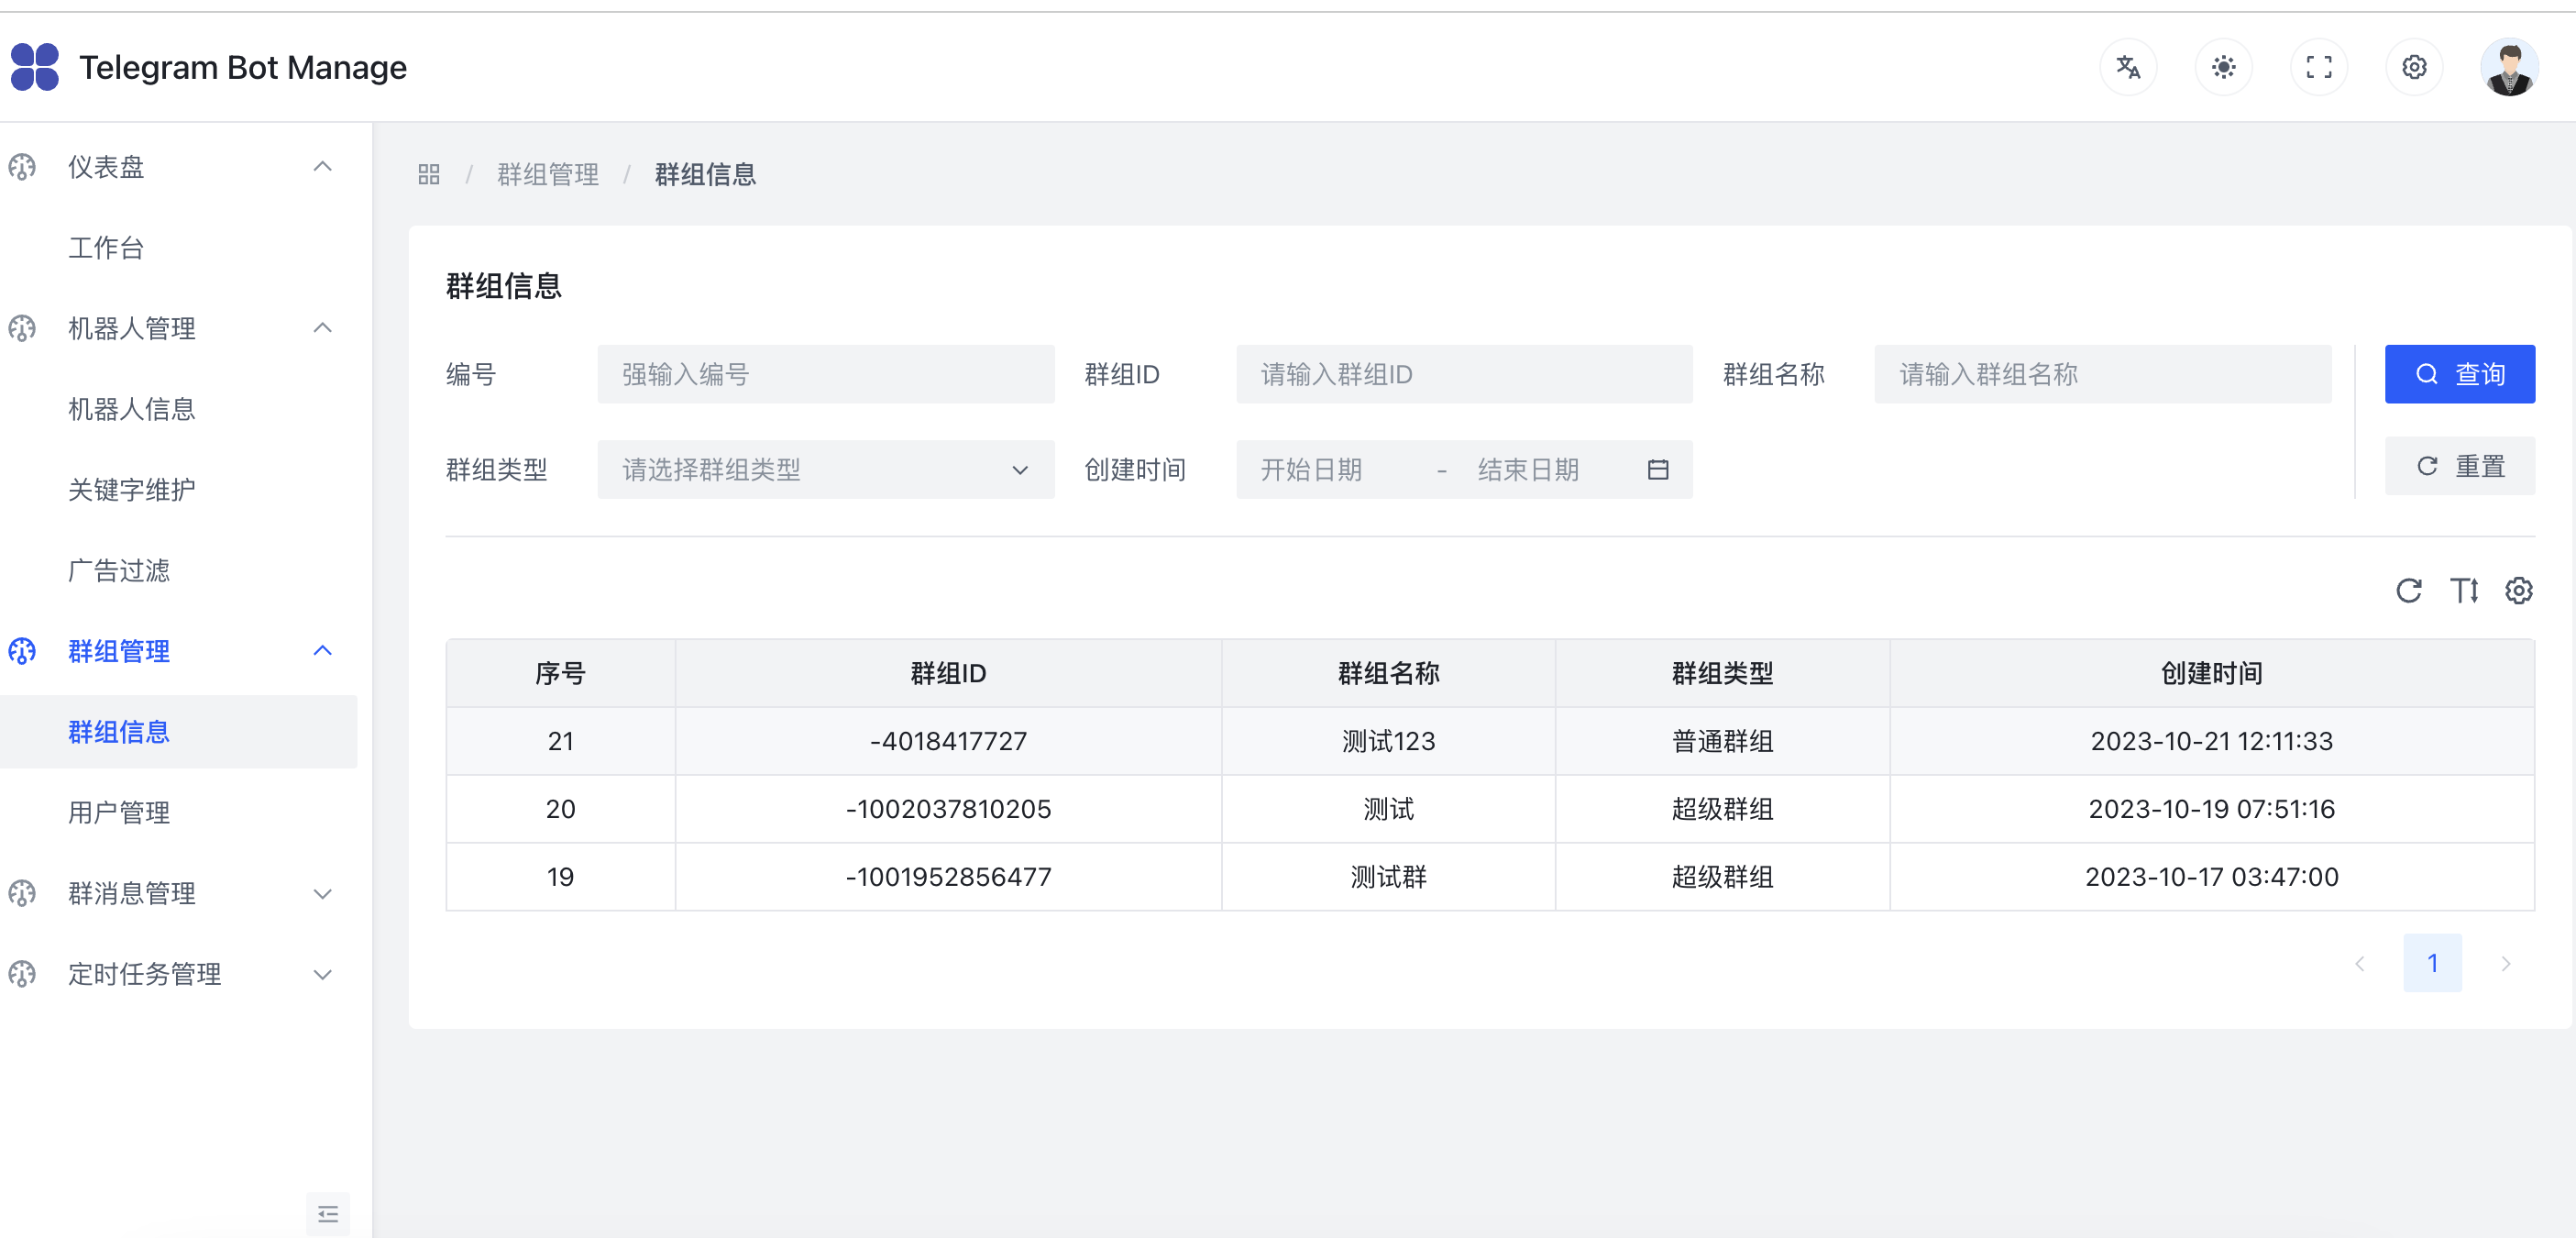 Telegram Bot Manage
仪表盘
工作台
机器人管理
机器人信息
关键字维护
广告过滤
群组管理
群组信息
用户管理
群消息管理
定时任务管理
/ 群组管理 / 群组信息
群组信息
编号 强输入编号 群组ID 请输入群组ID 群组名称 请输入群组名称 查询
群组类型 请选择群组类型 创建时间 开始日期 - 结束日期 重置
序号 群组ID 群组名称 群组类型 创建时间
21 -4018417727 测试123 普通群组 2023-10-21 12:11:33
20 -1002037810205 测试 超级群组 2023-10-19 07:51:16
19 -1001952856477 测试群 超级群组 2023-10-17 03:47:00
1